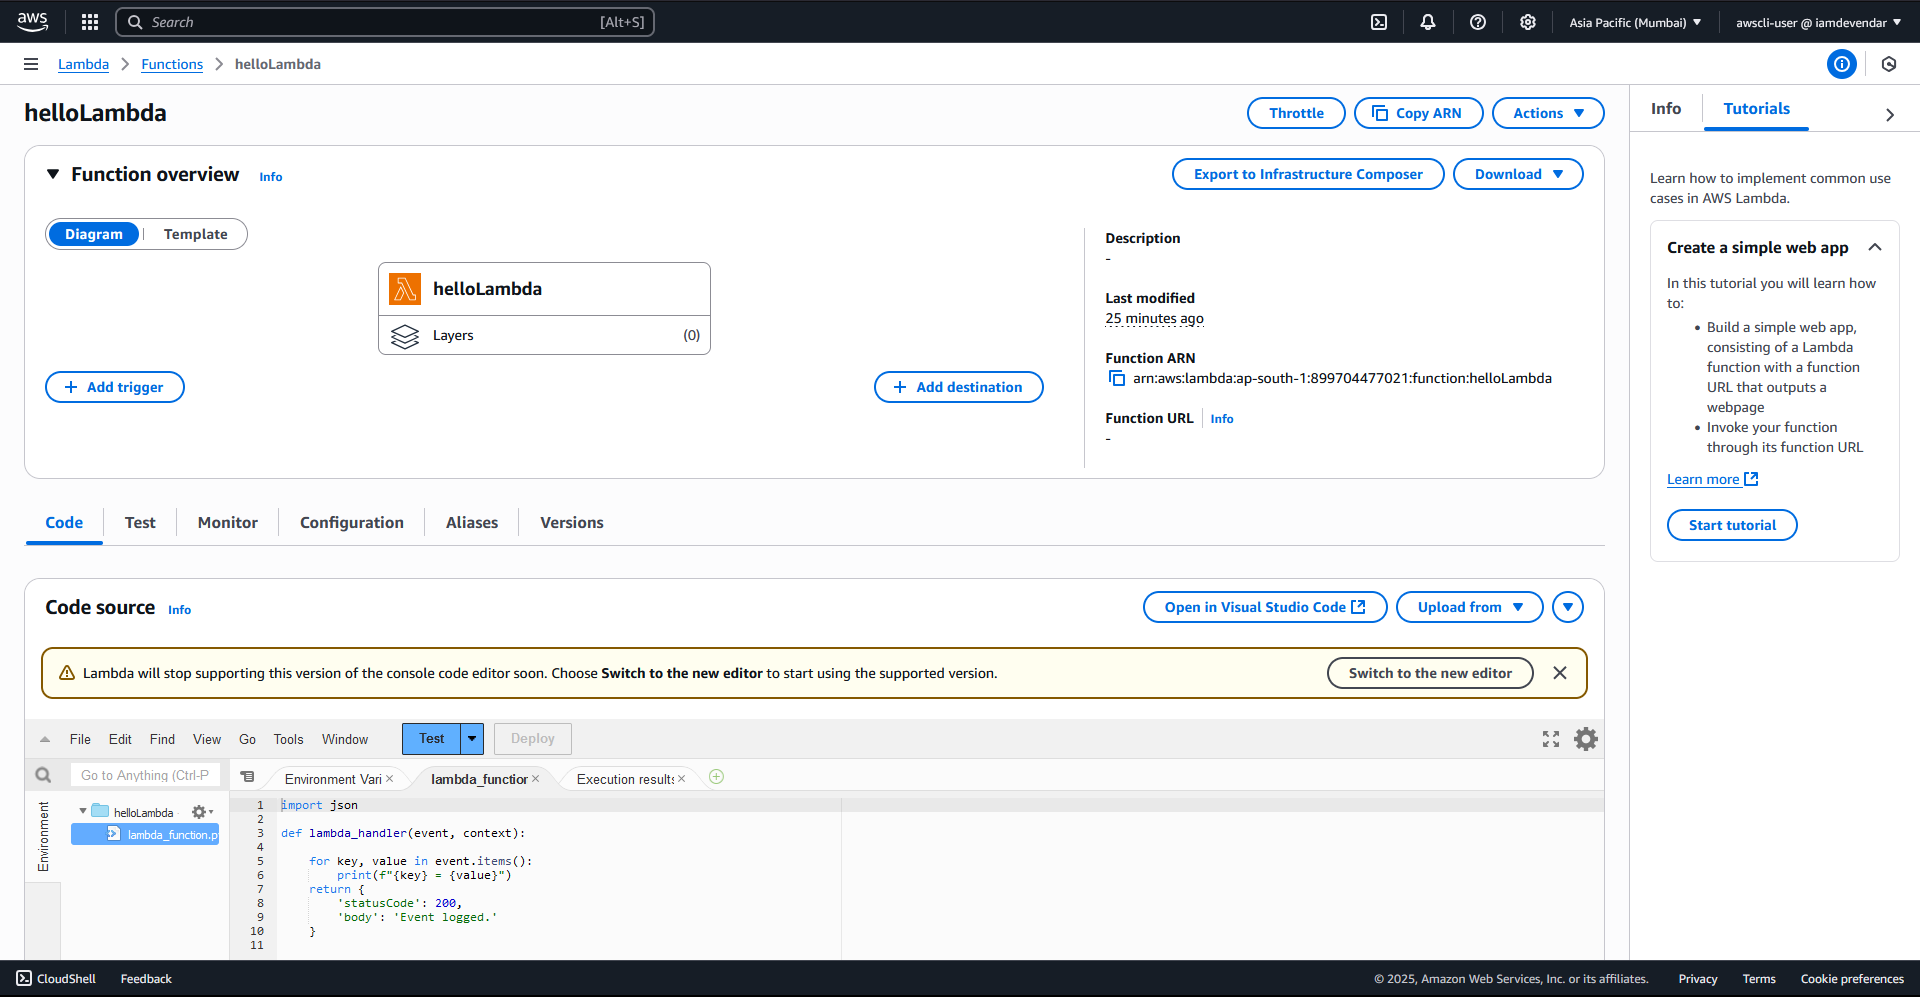 aws
Search
[Alt+S]
Asia Pacific (Mumbai)
awscli-user @ iamdevendar
Lambda
Functions
helloLambda
helloLambda
Throttle
Copy ARN
Actions
Function overview
Info
Export to Infrastructure Composer
Download
Diagram
Template
helloLambda
Layers
(0)
Add trigger
Add destination
Description
-
Last modified
25 minutes ago
Function ARN
arn:aws:lambda:ap-south-1:899704477021:function:helloLambda
Function URL
Info
-
Code
Test
Monitor
Configuration
Aliases
Versions
Code source
Info
Open in Visual Studio Code
Upload from
Lambda will stop supporting this version of the console code editor soon. Choose Switch to the new editor to start using the supported version.
Switch to the new editor
File
Edit
Find
View
Go
Tools
Window
Test
Deploy
Go to Anything (Ctrl-P
Environment Vari
lambda_function
Execution results
Environment
helloLambda
lambda_function.p
1 import json
2
3 def lambda_handler(event, context):
4
5     for key, value in event.items():
6         print(f"{key} = {value}")
7     return {
8         'statusCode': 200,
9         'body': 'Event logged.'
10     }
11
Info
Tutorials
Learn how to implement common use
cases in AWS Lambda.
Create a simple web app
In this tutorial you will learn how
to:
• Build a simple web app,
consisting of a Lambda
function with a function
URL that outputs a
webpage
• Invoke your function
through its function URL
Learn more
Start tutorial
CloudShell
Feedback
© 2025, Amazon Web Services, Inc. or its affiliates.
Privacy
Terms
Cookie preferences